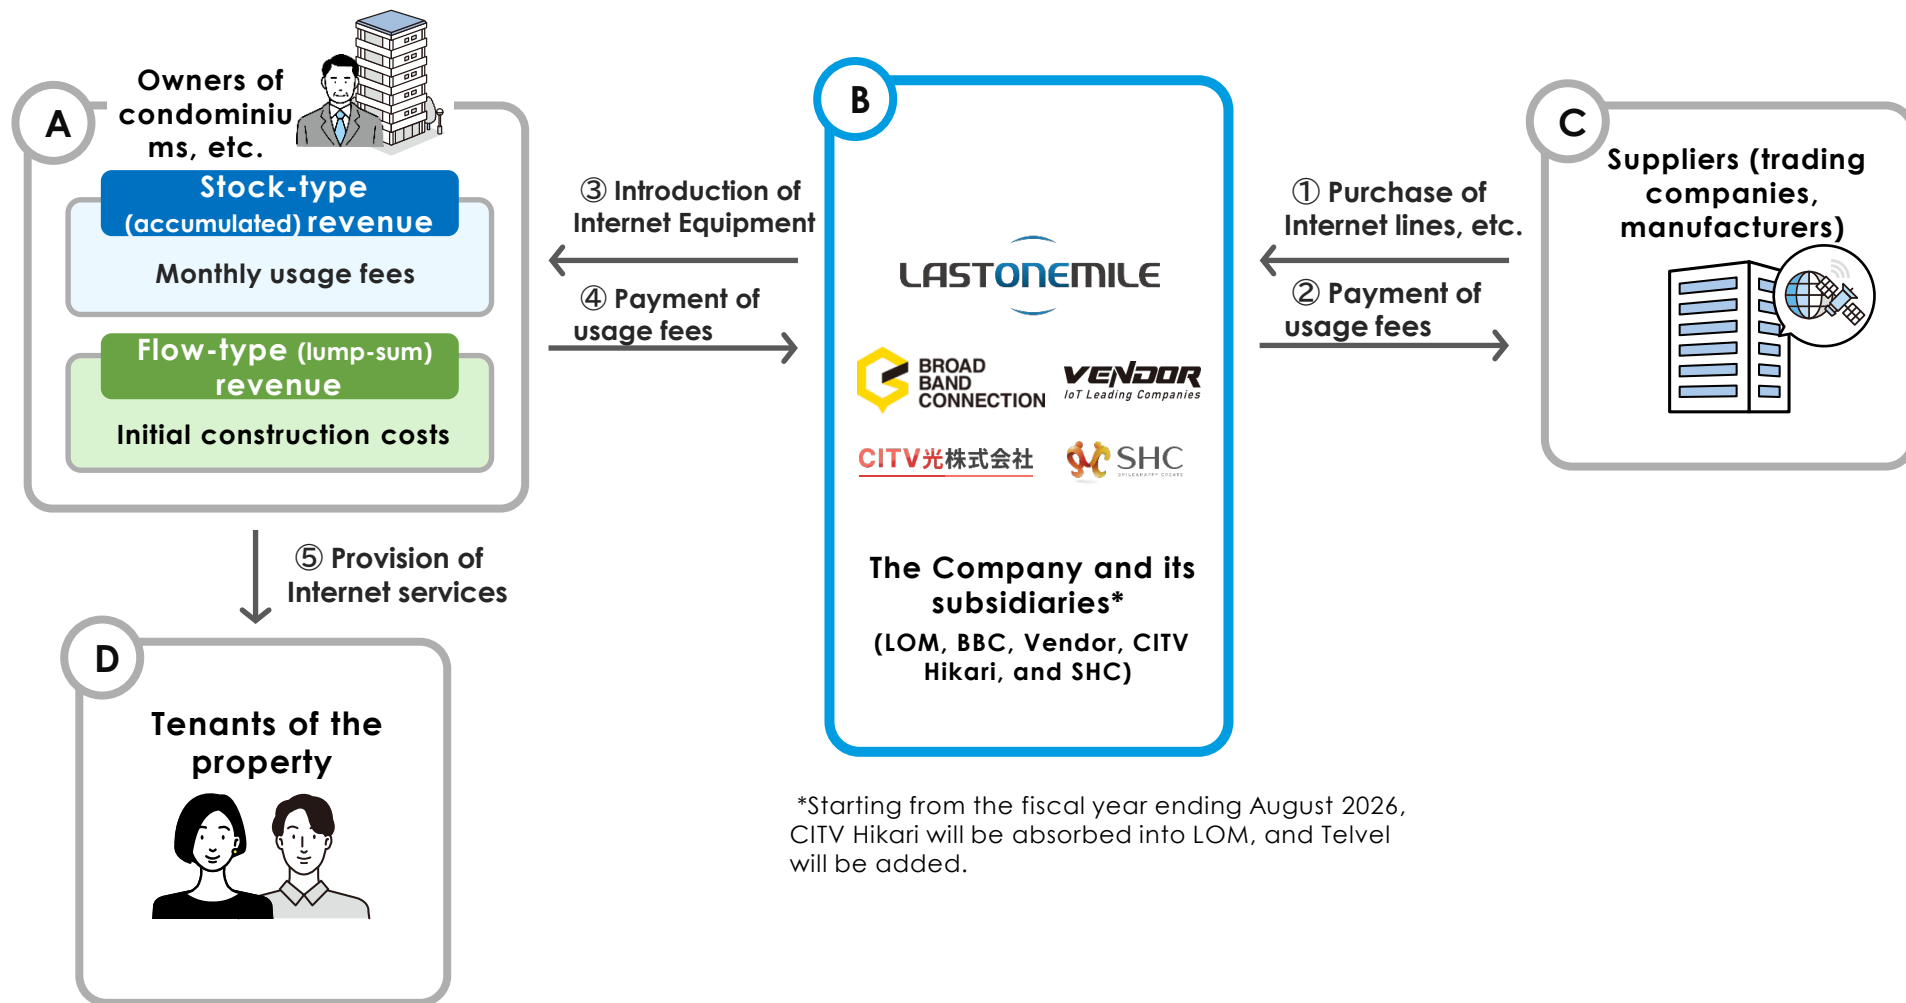 A
Owners of
condominiu
ms, etc.
Stock-type
(accumulated) revenue
Monthly usage fees
Flow-type (lump-sum)
revenue
Initial construction costs
③ Introduction of
Internet Equipment
④ Payment of
usage fees
B
LASTONEMILE
BROAD
BAND
CONNECTION
VENDOR
IoT Leading Companies
CITV光株式会社
SHC
The Company and its
subsidiaries*
(LOM, BBC, Vendor, CITV
Hikari, and SHC)
① Purchase of
Internet lines, etc.
② Payment of
usage fees
C
Suppliers (trading
companies,
manufacturers)
⑤ Provision of
Internet services
D
Tenants of the
property
*Starting from the fiscal year ending August 2026,
CITV Hikari will be absorbed into LOM, and Telvel
will be added.